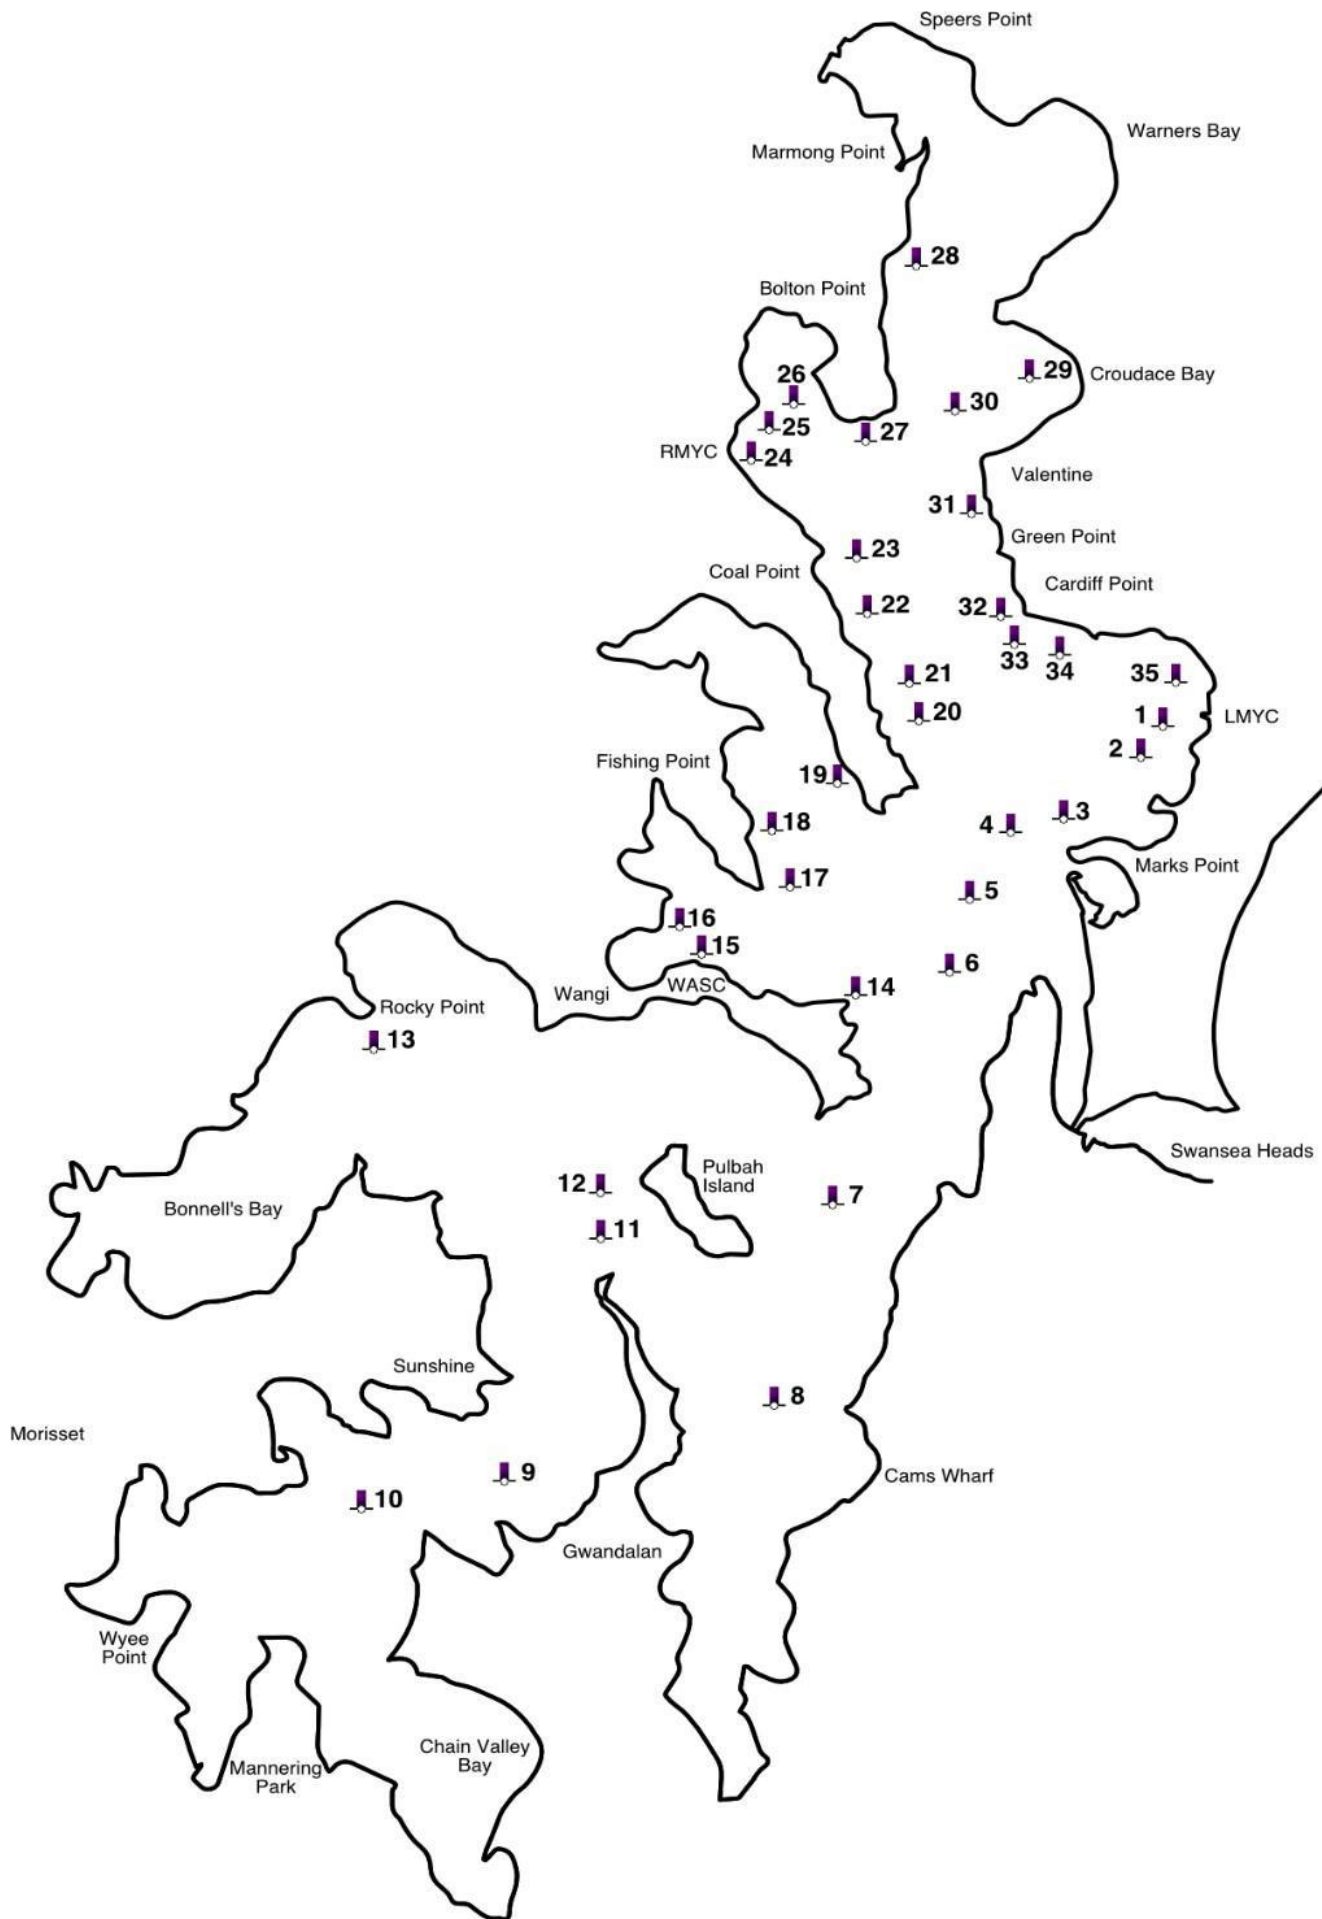 Speers Point
Warners Bay
Marmong Point
28
Bolton Point
29
Croudace Bay
26
30
25
27
RMYC
24
Valentine
31
Green Point
23
Coal Point
Cardiff Point
22
32
33
34
21
35
20
1
LMYC
2
Fishing Point
19
18
4
3
Marks Point
17
5
16
15
6
WASC
14
Wangi
Rocky Point
13
Swansea Heads
Pulbah
Island
12
7
Bonnell's Bay
11
Sunshine
8
Morisset
9
Cams Wharf
10
Gwandalan
Wyee
Point
Chain Valley
Bay
Mannering
Park